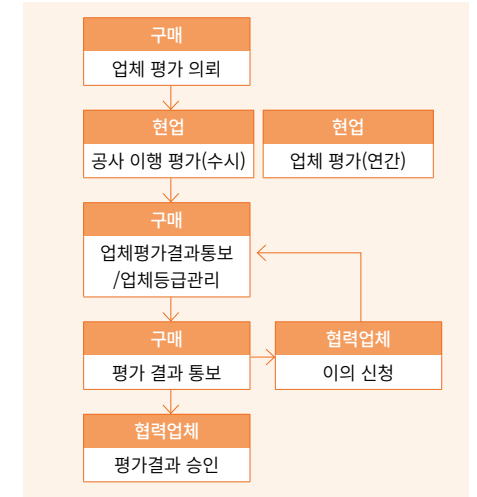 구매
업체 평가 의뢰
현업
공사 이행 평가(수시)
현업
업체 평가(연간)
구매
업체평가결과통보
/업체등급관리
구매
평가 결과 통보
협력업체
이의 신청
협력업체
평가결과 승인